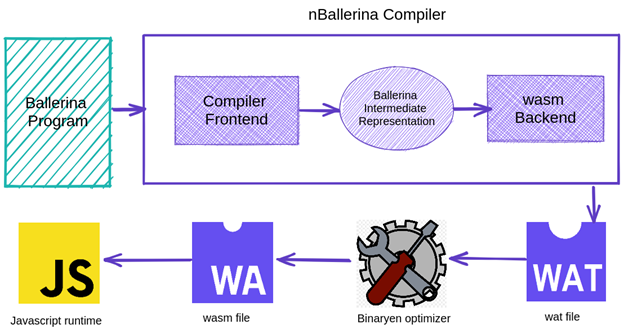 nBallerina Compiler
Ballerina
Program
Compiler
Frontend
Ballerina
Intermediate
Representation
wasm
Backend
JS
WA
WAT
Javascript runtime
wasm file
Binaryen optimizer
wat file